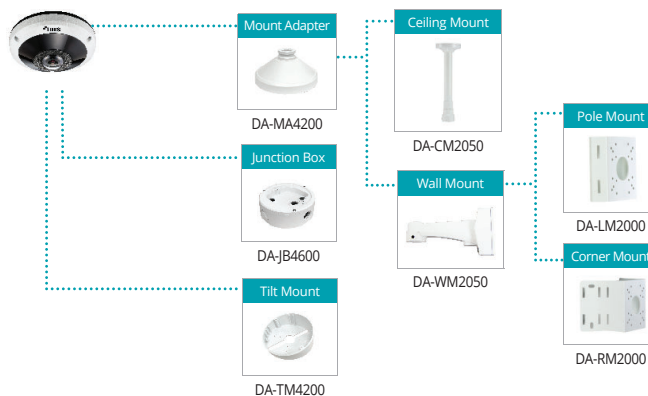 IDIS
Mount Adapter
DA-MA4200
Ceiling Mount
DA-CM2050
Junction Box
DA-JB4600
Wall Mount
DA-WM2050
Pole Mount
DA-LM2000
Corner Mount
DA-RM2000
Tilt Mount
DA-TM4200